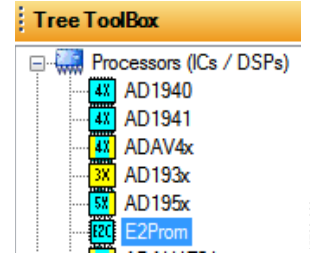 Tree ToolBox
Processors (ICs / DSPs)
4X AD1940
4X AD1941
4X ADAV4x
3X AD193x
5X AD195x
E2C E2Prom